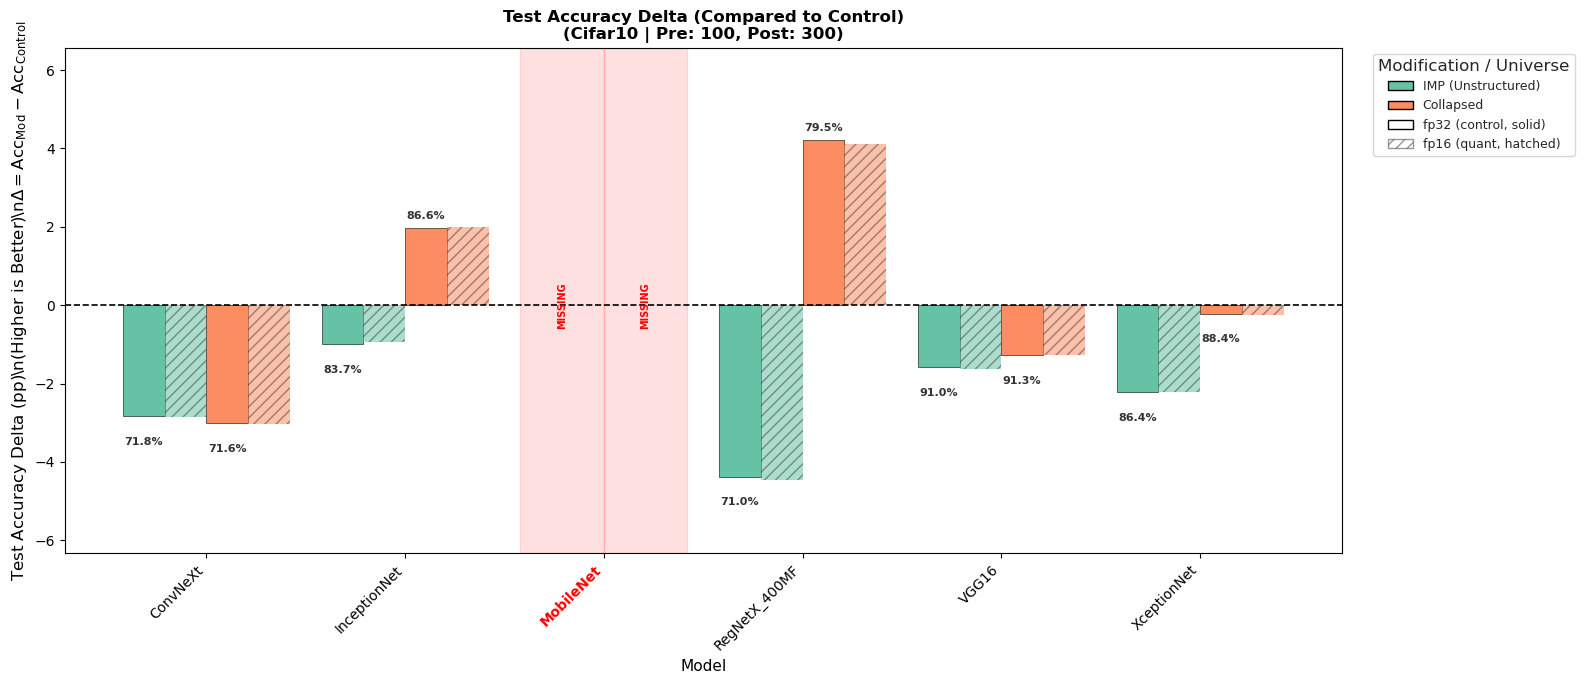 Test Accuracy Delta (Compared to Control)
(Cifar10 | Pre: 100, Post: 300)
Test Accuracy Delta (pp)\n(Higher is Better)\nΔ = Acc_Mod − Acc_Control
6
4
2
0
−2
−4
−6
71.8%
71.6%
83.7%
86.6%
MISSING
MISSING
71.0%
79.5%
91.0%
91.3%
86.4%
88.4%
ConvNeXt
InceptionNet
MobileNet
RegNetX_400MF
VGG16
XceptionNet
Model
Modification / Universe
IMP (Unstructured)
Collapsed
fp32 (control, solid)
fp16 (quant, hatched)